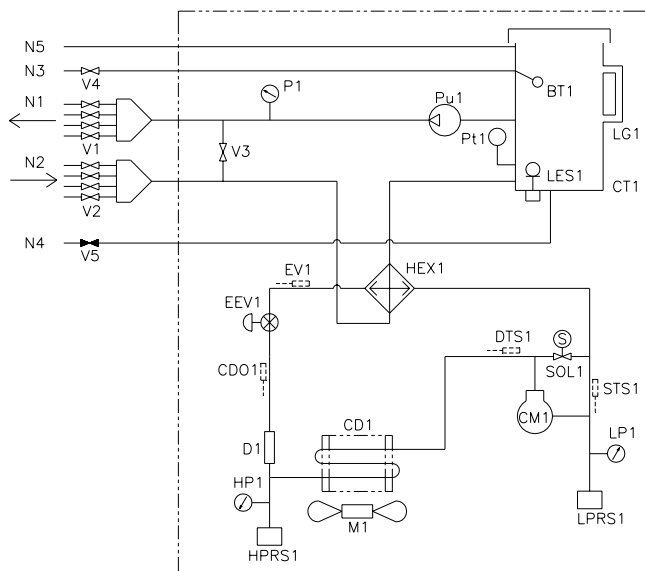 N5
N3
V4
BT1
N1
P1
Pu1
LG1
V1
Pt1
N2
V3
LES1
CT1
V2
N4
V5
EV1
HEX1
EEV1
DTS1
S
CDO1
SOL1
STS1
CD1
CM1
D1
LP1
HP1
M1
LPRS1
HPRS1